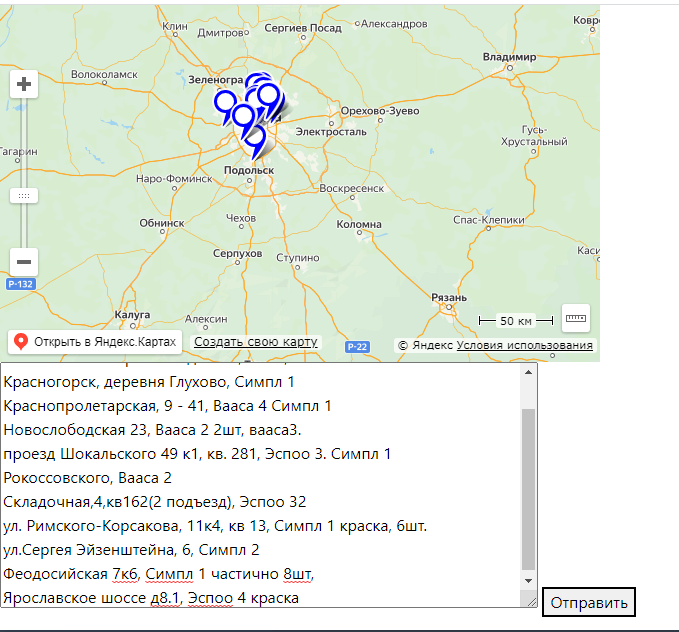 Клин
Дмитров
Сергиев Посад
Александров
Владимир
Волоколамск
Зеленогра
Орехово-Зуево
Электросталь
Гусь-
Хрустальный
Гагарин
Подольск
Наро-Фоминск
Воскресенск
Обнинск
Чехов
Коломна
Спас-Клепики
Серпухов
Ступино
Каси
Р-132
Рязань
Калуга
Алексин
50 км
Открыть в Яндекс.Картах
Создать свою карту
Р-22
© Яндекс Условия использования
Красногорск, деревня Глухово, Симпл 1
Краснопролетарская, 9 - 41, Вааса 4 Симпл 1
Новослободская 23, Вааса 2 2шт, вааса3.
проезд Шокальского 49 к1, кв. 281, Эспоо 3. Симпл 1
Рокоссовского, Вааса 2
Складочная,4,кв162(2 подъезд), Эспоо 32
ул. Римского-Корсакова, 11к4, кв 13, Симпл 1 краска, 6шт.
ул.Сергея Эйзенштейна, 6, Симпл 2
Феодосийская 7к6, Симпл 1 частично 8шт,
Ярославское шоссе д8.1, Эспоо 4 краска
Отправить